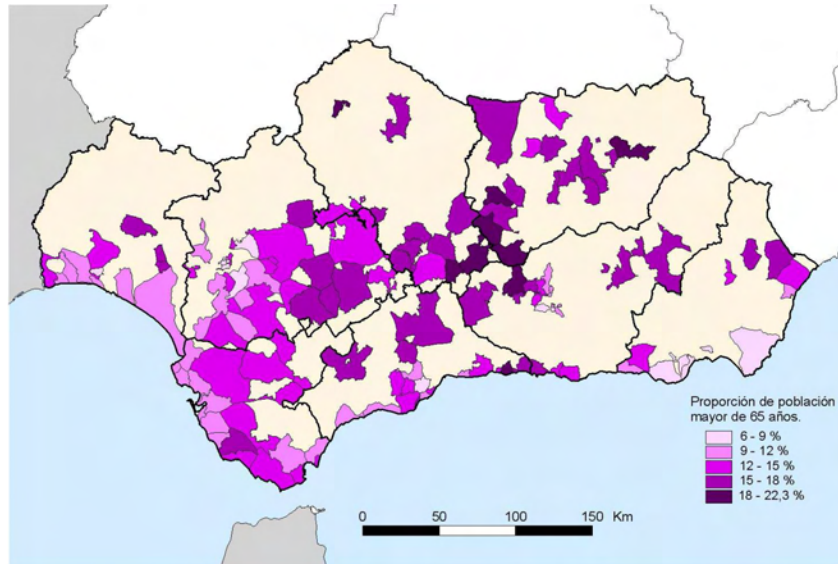 Proporción de población
mayor de 65 años.
6 - 9 %
9 - 12 %
12 - 15 %
15 - 18 %
18 - 22,3 %
0 50 100 150 Km